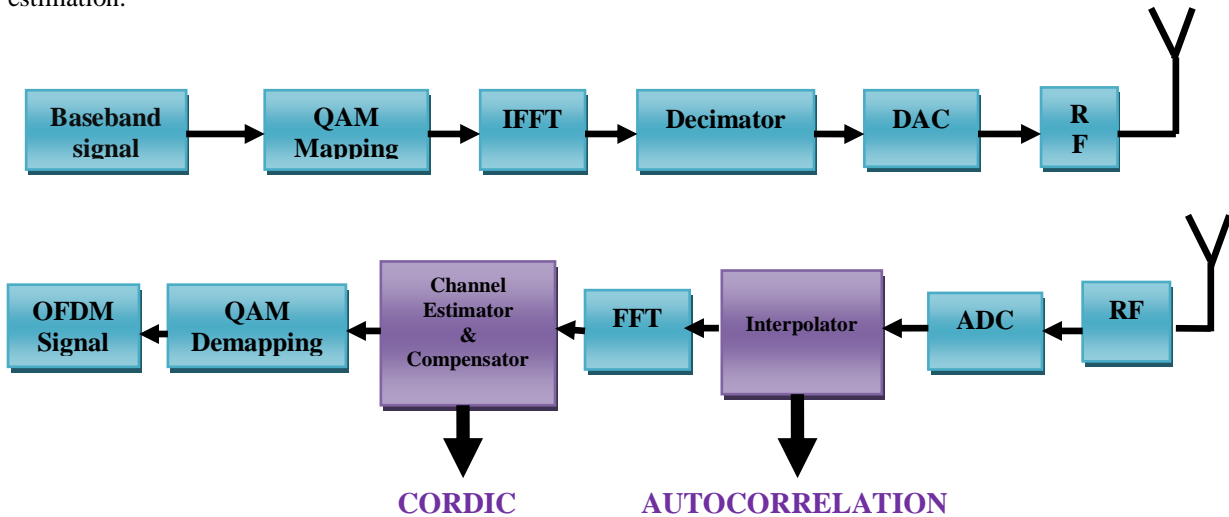 estimation.
Baseband
signal
QAM
Mapping
IFFT
Decimator
DAC
R
F
OFDM
Signal
QAM
Demapping
Channel
Estimator
&
Compensator
FFT
Interpolator
ADC
RF
CORDIC
AUTOCORRELATION